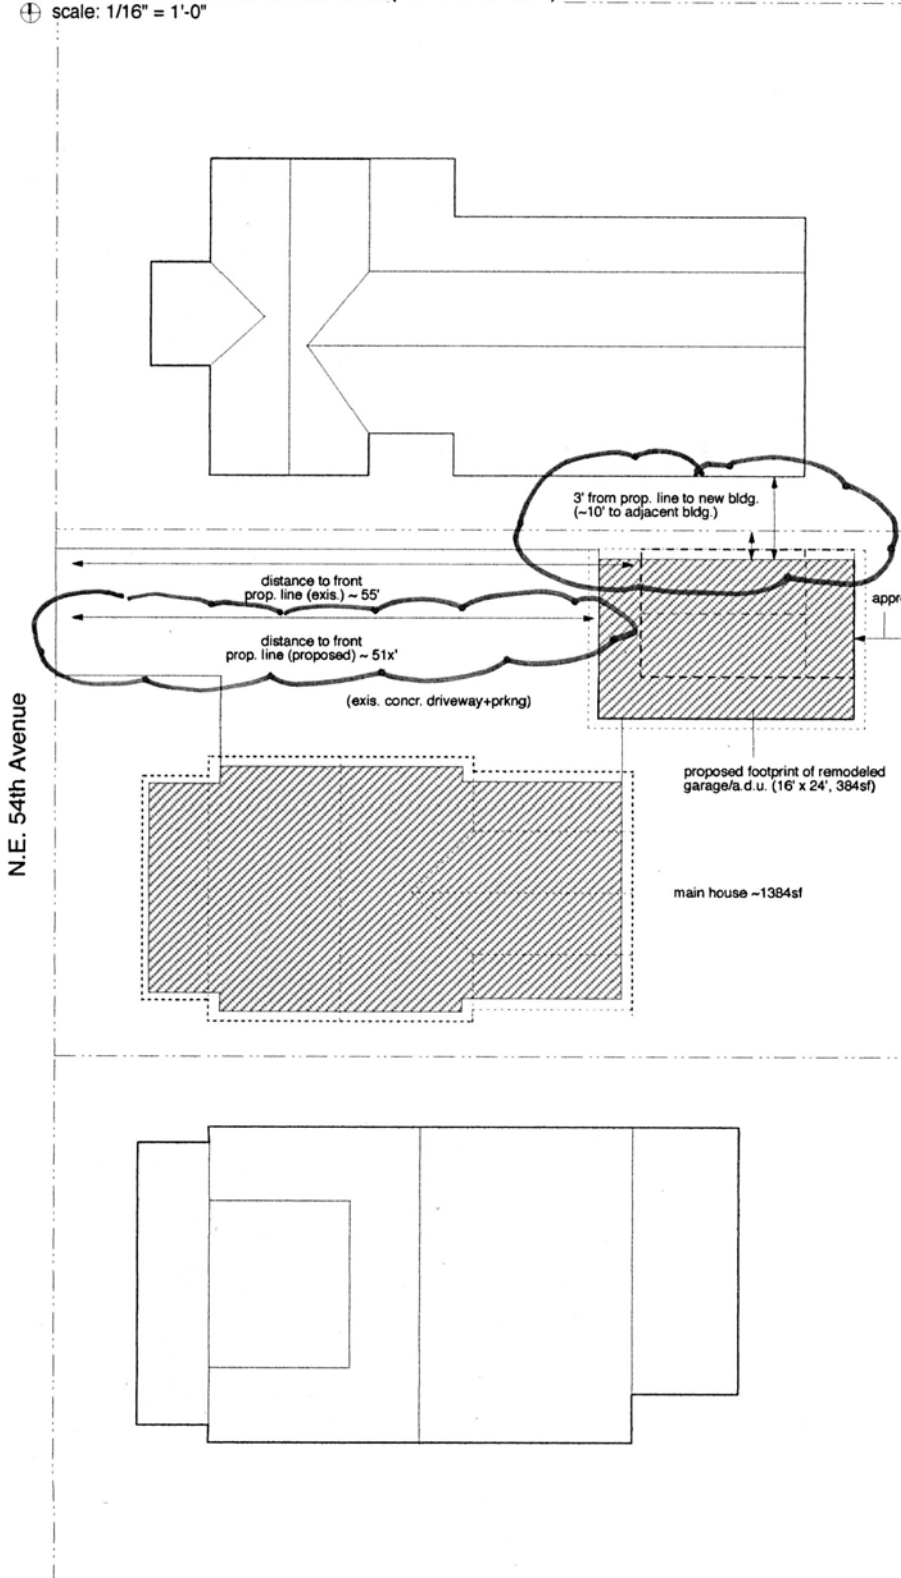 scale: 1/16" = 1'-0"
3' from prop. line to new bldg.
(~10' to adjacent bldg.)
distance to front
prop. line (exis.) ~ 55'
distance to front
prop. line (proposed) ~ 51x'
appr
(exis. concr. driveway+prkng)
N.E. 54th Avenue
proposed footprint of remodeled
garage/a.d.u. (16' x 24', 384sf)
main house ~1384sf